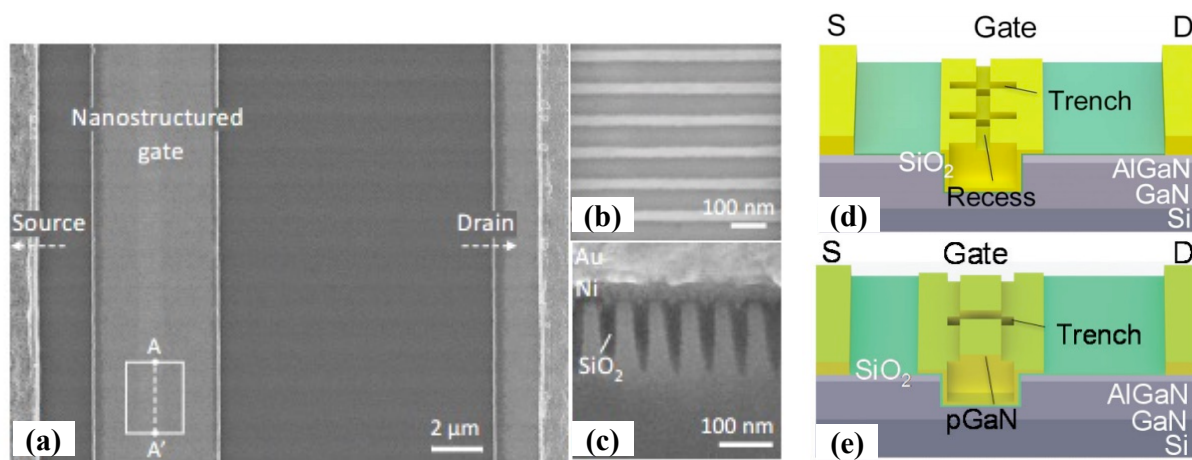 Nanostructured
gate
Source
Drain
A
A'
2 µm
(a)
100 nm
(b)
Au
Ni
SiO2
100 nm
(c)
S
Gate
D
Trench
SiO2
Recess
AlGaN
GaN
Si
(d)
S
Gate
D
Trench
SiO2
pGaN
AlGaN
GaN
Si
(e)